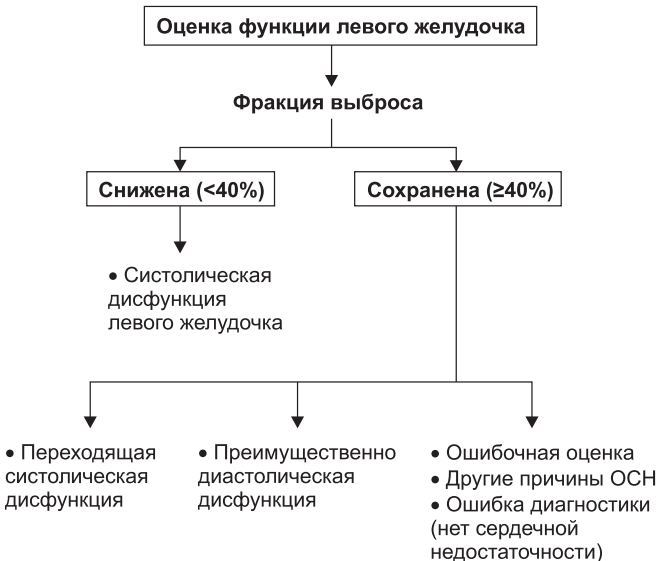 Оценка функции левого желудочка
Фракция выброса
Снижена (<40%)
Сохранена (≥40%)
• Систолическая
дисфункция
левого желудочка
• Переходящая
систолическая
дисфункция
• Преимущественно
диастолическая
дисфункция
• Ошибочная оценка
• Другие причины ОСН
• Ошибка диагностики
(нет сердечной
недостаточности)